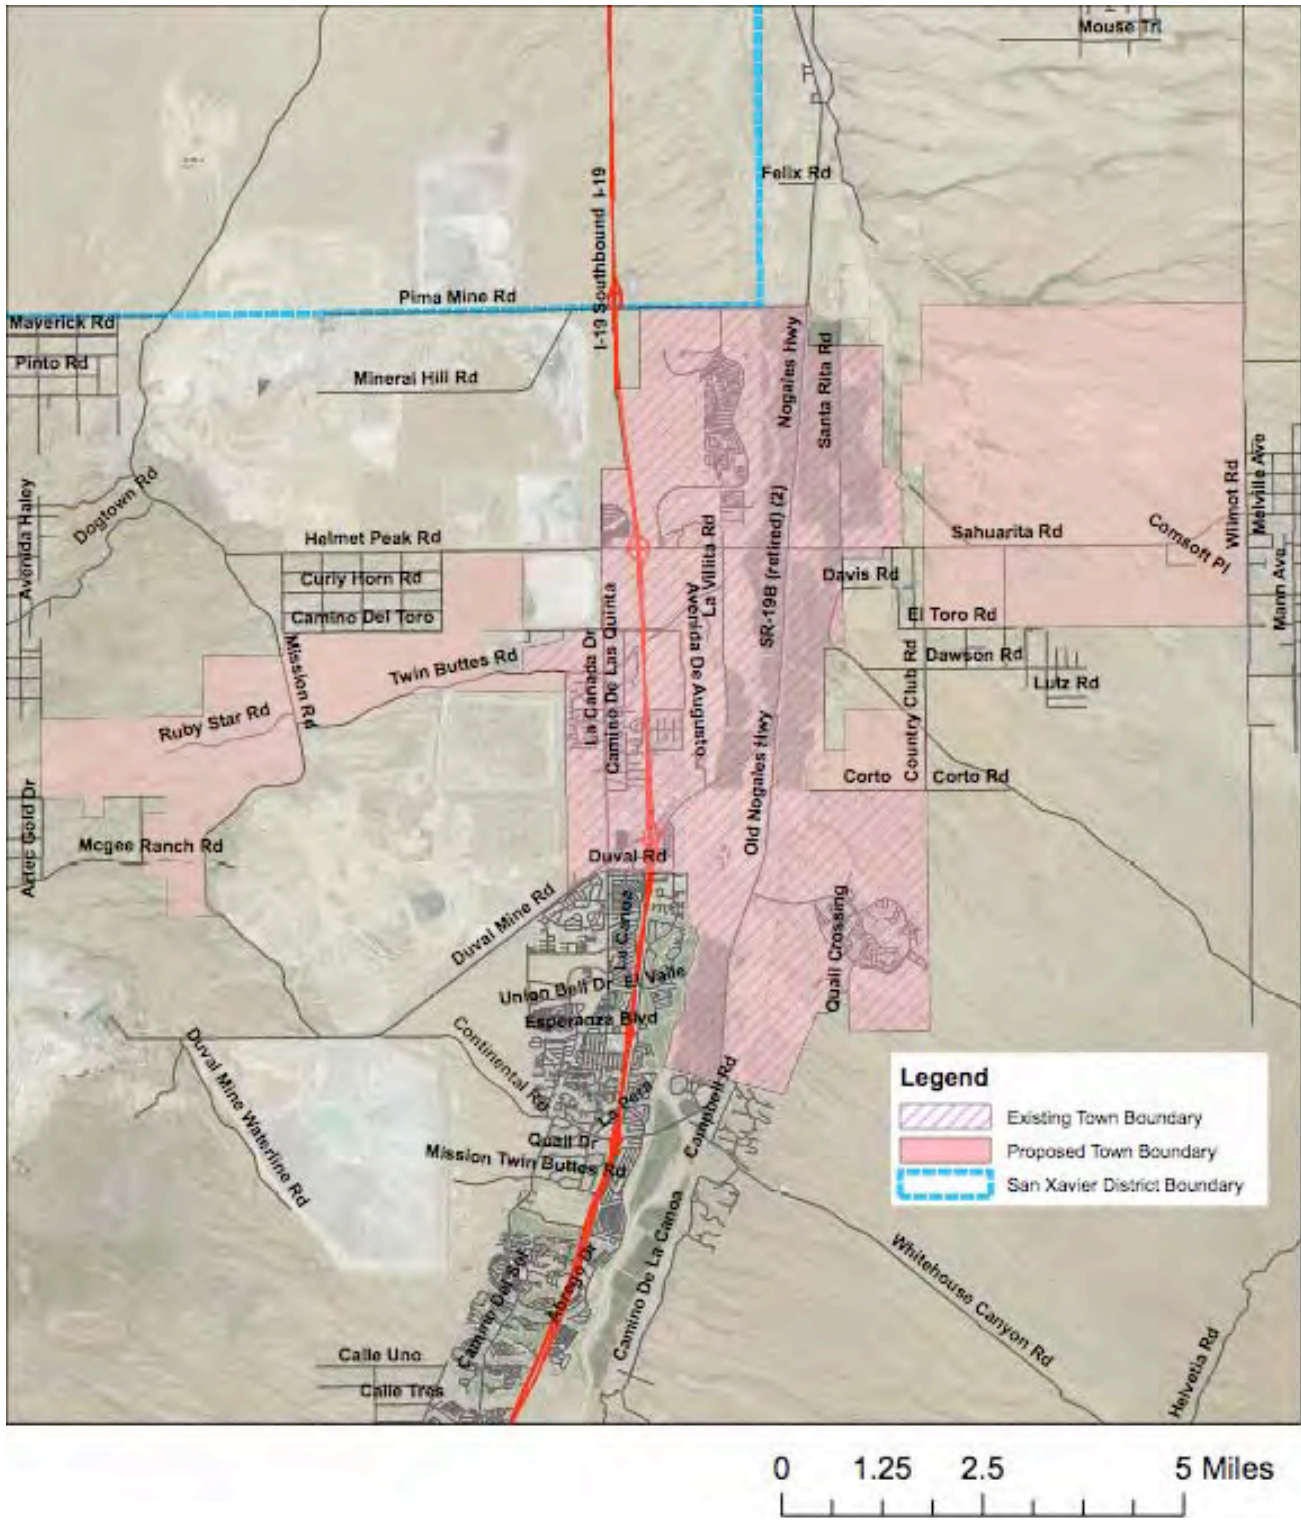 Mouse Trl
Felix Rd
I-19 Southbound I-19
Pima Mine Rd
Maverick Rd
Pinto Rd
Mineral Hill Rd
Nogales Hwy
Santa Rita Rd
Dogtown Rd
Avenida Haley
Wilmot Rd
Melville Ave
Helmet Peak Rd
Sahuarita Rd
Comsoft Pl
Curly Horn Rd
La Villita Rd
SR-19B (retired) (2)
Davis Rd
Mann Ave
Camino Del Toro
El Toro Rd
Mission Rd
Twin Buttes Rd
La Canada Dr
Camino De Las Quinta
Avenida De Augusto
Country Club Rd
Dawson Rd
Lutz Rd
Ruby Star Rd
Old Nogales Hwy
Corto
Corto Rd
Aztec Gold Dr
Mcgee Ranch Rd
Duval Rd
Duval Mine Rd
La Canoa
Quail Crossing
Union Bell Dr
El Valle
Esperanza Blvd
Continental Rd
Duval Mine Waterline Rd
La Pera
Campbell Rd
Quail Dr
Mission Twin Buttes Rd
Camino Del Sol
Abrego Dr
Camino De La Canoa
Whitehouse Canyon Rd
Helvetia Rd
Calle Uno
Calle Tres
Legend
Existing Town Boundary
Proposed Town Boundary
San Xavier District Boundary
0 1.25 2.5 5 Miles